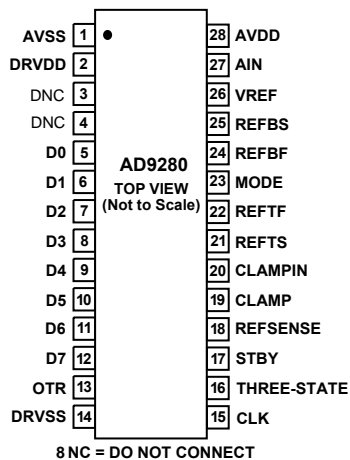 AVSS 1 28 AVDD
DRVDD 2 27 AIN
DNC 3 26 VREF
DNC 4 25 REFBS
D0 5 24 REFBF
D1 6 23 MODE
D2 7 22 REFTF
D3 8 21 REFTS
D4 9 20 CLAMPIN
D5 10 19 CLAMP
D6 11 18 REFSENSE
D7 12 17 STBY
OTR 13 16 THREE-STATE
DRVSS 14 15 CLK
AD9280
TOP VIEW
(Not to Scale)
8 NC = DO NOT CONNECT